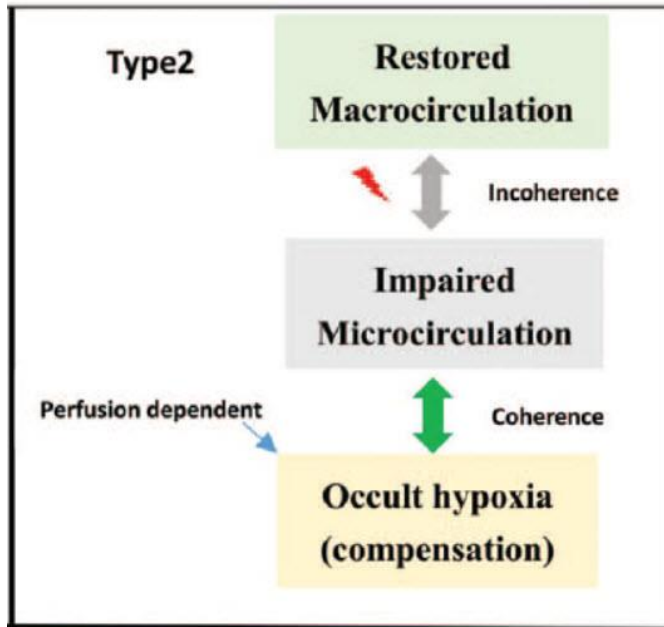 Type2
Restored
Macrocirculation
Incoherence
Impaired
Microcirculation
Perfusion dependent
Coherence
Occult hypoxia
(compensation)